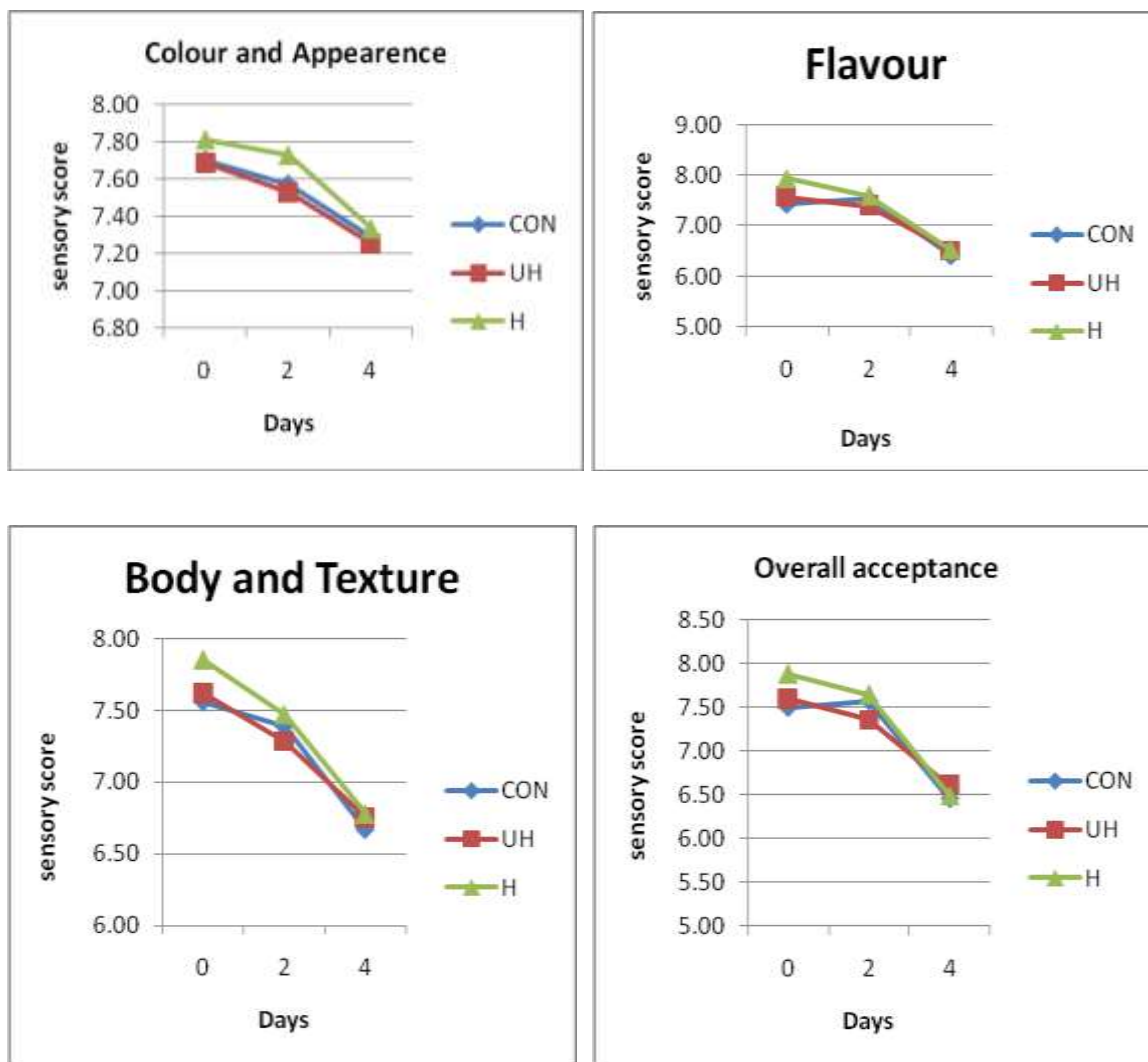 Colour and Appearence
sensory score
8.00
7.80
7.60
7.40
7.20
7.00
6.80
0 2 4
Days
CON
UH
H
Flavour
sensory score
9.00
8.00
7.00
6.00
5.00
0 2 4
Days
CON
UH
H
Body and Texture
sensory score
8.00
7.50
7.00
6.50
6.00
0 2 4
Days
CON
UH
H
Overall acceptance
sensory score
8.50
8.00
7.50
7.00
6.50
6.00
5.50
5.00
0 2 4
Days
CON
UH
H